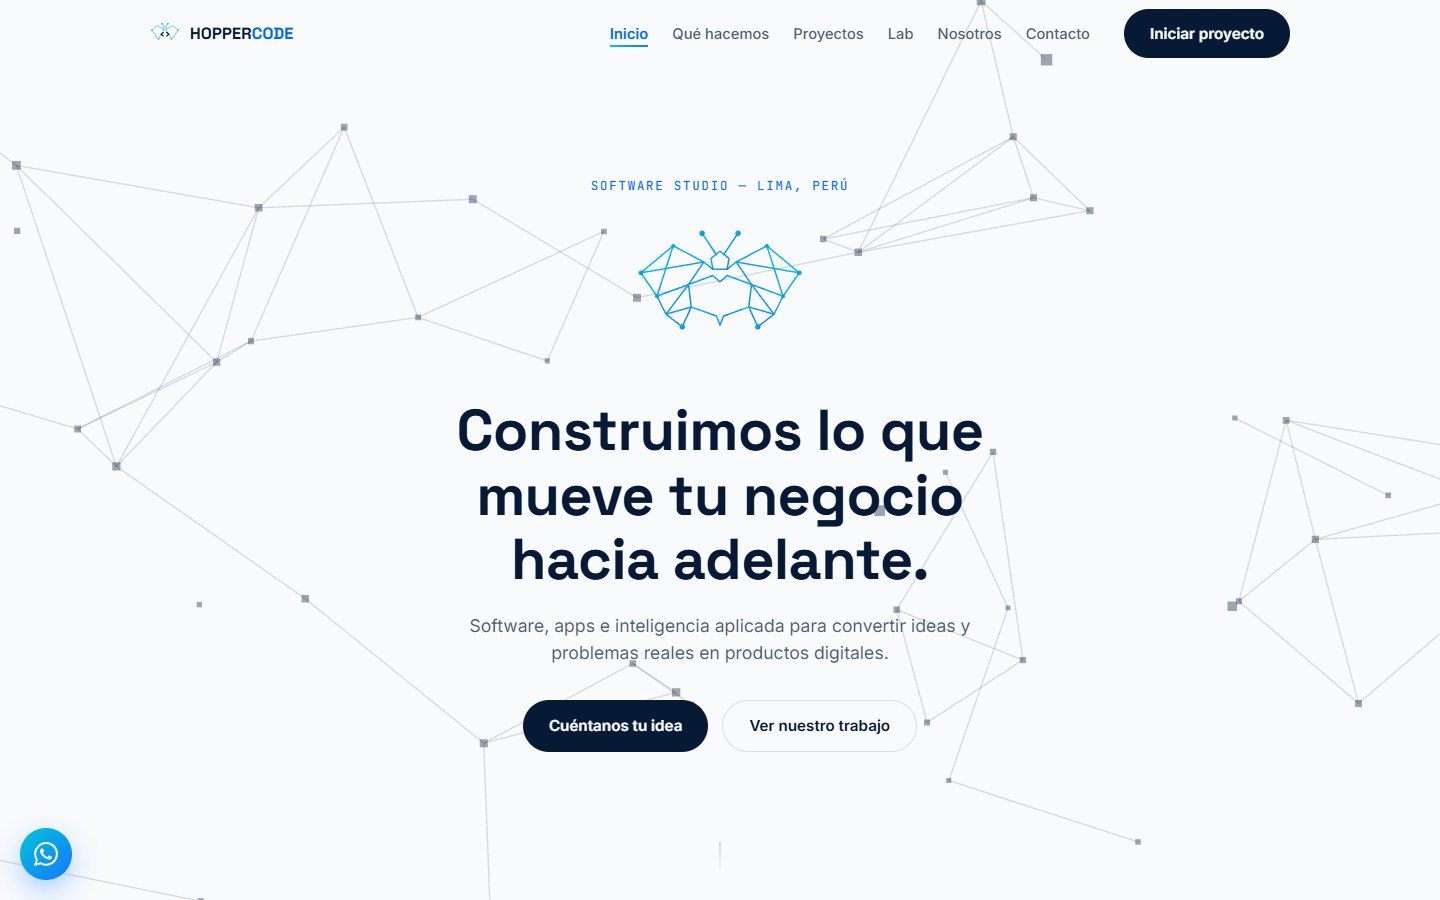 HOPPERCODE
Inicio
Qué hacemos
Proyectos
Lab
Nosotros
Contacto
Iniciar proyecto
SOFTWARE STUDIO — LIMA, PERÚ
Construimos lo que
mueve tu negocio
hacia adelante.
Software, apps e inteligencia aplicada para convertir ideas y
problemas reales en productos digitales.
Cuéntanos tu idea
Ver nuestro trabajo